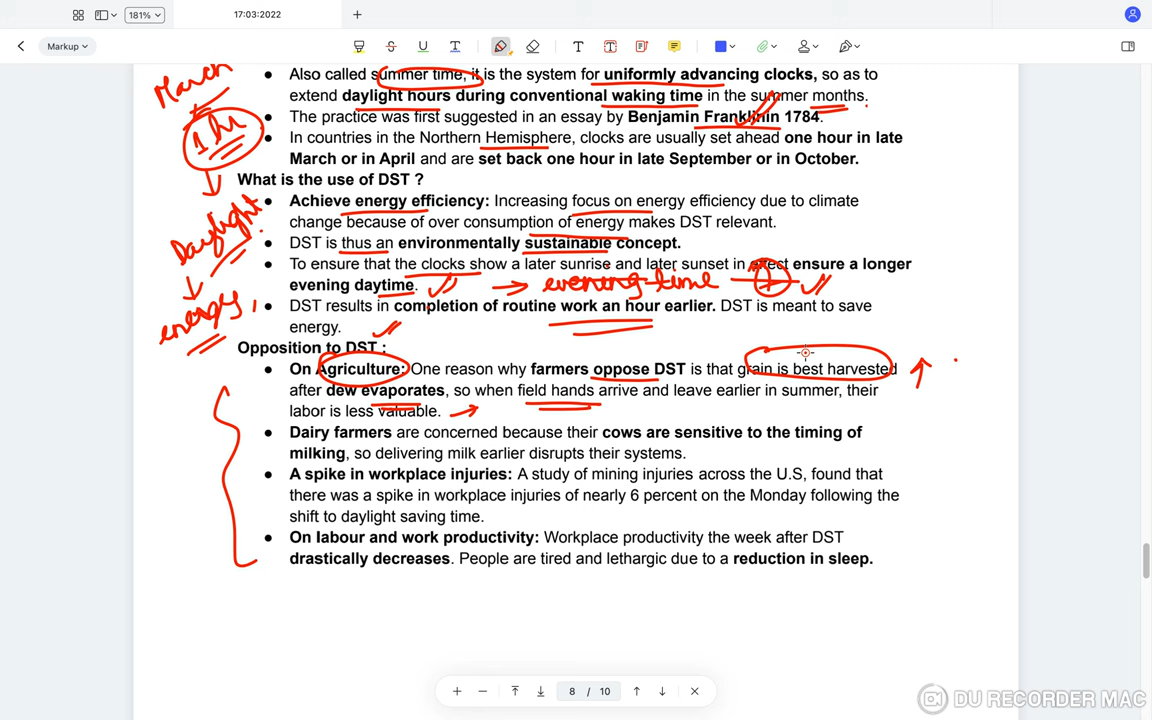 181%
17:03:2022
Markup
March
1 hr
Daylight
energy
• Also called summer time, it is the system for uniformly advancing clocks, so as to
extend daylight hours during conventional waking time in the summer months.
• The practice was first suggested in an essay by Benjamin Franklin in 1784.
• In countries in the Northern Hemisphere, clocks are usually set ahead one hour in late
March or in April and are set back one hour in late September or in October.
What is the use of DST ?
• Achieve energy efficiency: Increasing focus on energy efficiency due to climate
change because of over consumption of energy makes DST relevant.
• DST is thus an environmentally sustainable concept.
• To ensure that the clocks show a later sunrise and later sunset in effect ensure a longer
evening daytime.
evening time
• DST results in completion of routine work an hour earlier. DST is meant to save
energy.
Opposition to DST :
• On Agriculture: One reason why farmers oppose DST is that grain is best harvested
after dew evaporates, so when field hands arrive and leave earlier in summer, their
labor is less valuable.
• Dairy farmers are concerned because their cows are sensitive to the timing of
milking, so delivering milk earlier disrupts their systems.
• A spike in workplace injuries: A study of mining injuries across the U.S, found that
there was a spike in workplace injuries of nearly 6 percent on the Monday following the
shift to daylight saving time.
• On labour and work productivity: Workplace productivity the week after DST
drastically decreases. People are tired and lethargic due to a reduction in sleep.
8 / 10
DU RECORDER MAC